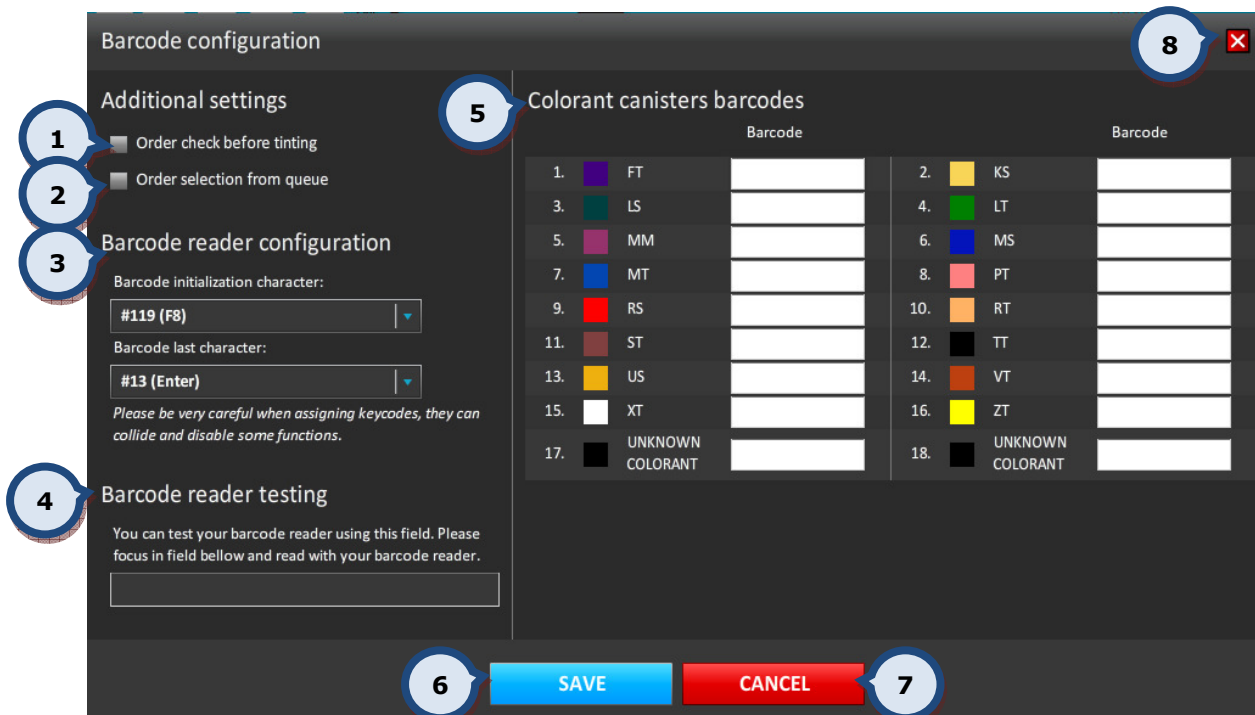 Barcode configuration
8
Additional settings
1
Order check before tinting
2
Order selection from queue
3
Barcode reader configuration
Barcode initialization character:
#119 (F8)
Barcode last character:
#13 (Enter)
Please be very careful when assigning keycodes, they can
collide and disable some functions.
4
Barcode reader testing
You can test your barcode reader using this field. Please
focus in field bellow and read with your barcode reader.
5
Colorant canisters barcodes
Barcode Barcode
1. FT 2. KS
3. LS 4. LT
5. MM 6. MS
7. MT 8. PT
9. RS 10. RT
11. ST 12. TT
13. US 14. VT
15. XT 16. ZT
17. UNKNOWN COLORANT 18. UNKNOWN COLORANT
6 SAVE CANCEL 7